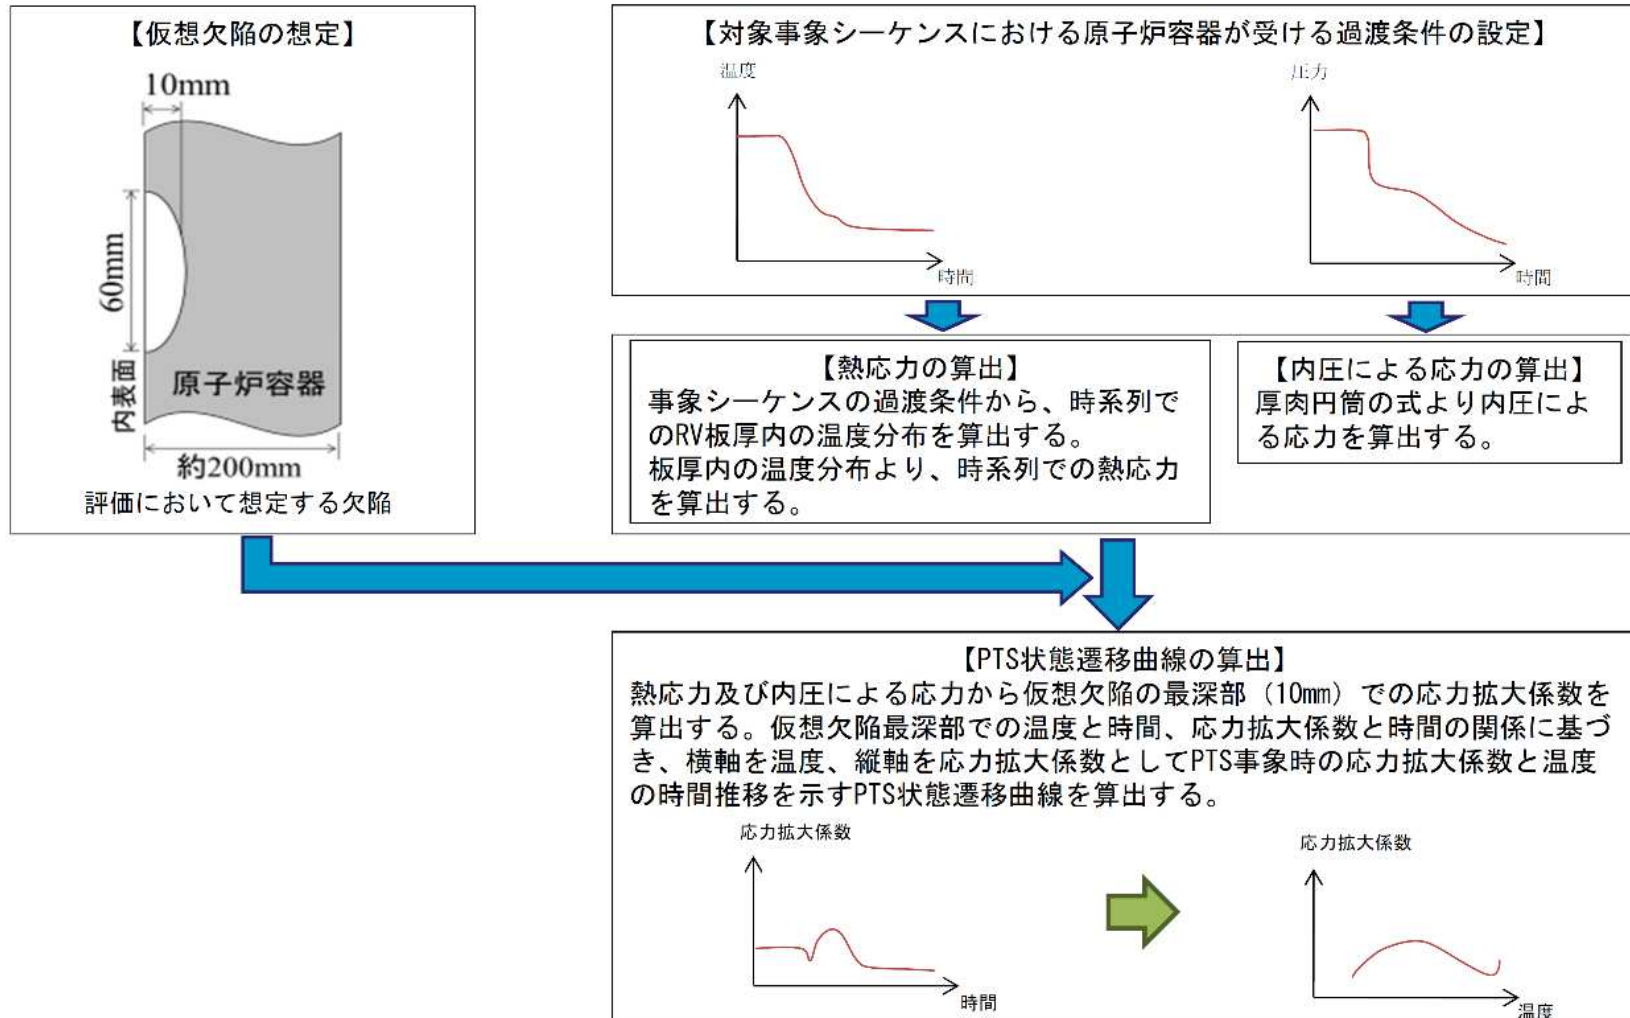 【仮想欠陥の想定】
10mm
60mm
内表面
原子炉容器
約200mm
評価において想定する欠陥
【対象事象シーケンスにおける原子炉容器が受ける過渡条件の設定】
温度
時間
圧力
時間
【熱応力の算出】
事象シーケンスの過渡条件から、時系列で
のRV板厚内の温度分布を算出する。
板厚内の温度分布より、時系列での熱応力
を算出する。
【内圧による応力の算出】
厚肉円筒の式より内圧によ
る応力を算出する。
【PTS状態遷移曲線の算出】
熱応力及び内圧による応力から仮想欠陥の最深部（10mm）での応力拡大係数を
算出する。仮想欠陥最深部での温度と時間、応力拡大係数と時間の関係に基づ
き、横軸を温度、縦軸を応力拡大係数としてPTS事象時の応力拡大係数と温度
の時間推移を示すPTS状態遷移曲線を算出する。
応力拡大係数
時間
応力拡大係数
温度